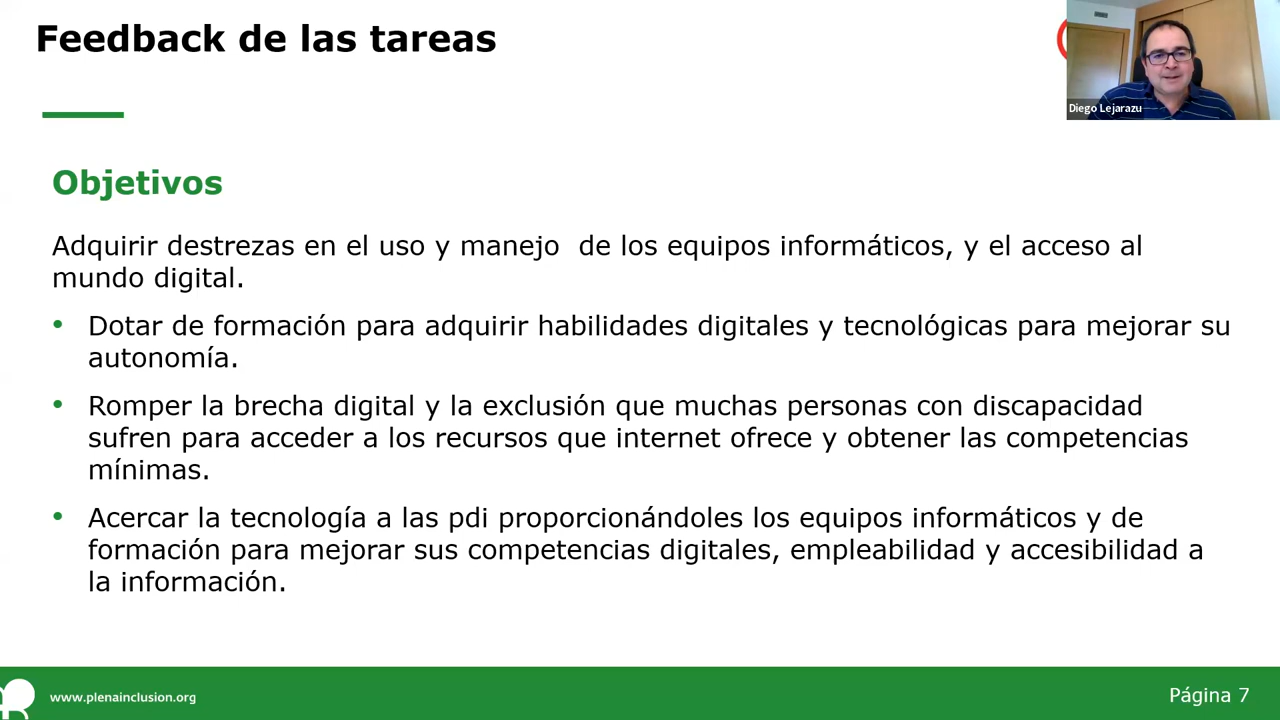 Feedback de las tareas
Diego Lejarazu
Objetivos
Adquirir destrezas en el uso y manejo  de los equipos informáticos, y el acceso al
mundo digital.
• Dotar de formación para adquirir habilidades digitales y tecnológicas para mejorar su
autonomía.
• Romper la brecha digital y la exclusión que muchas personas con discapacidad
sufren para acceder a los recursos que internet ofrece y obtener las competencias
mínimas.
• Acercar la tecnología a las pdi proporcionándoles los equipos informáticos y de
formación para mejorar sus competencias digitales, empleabilidad y accesibilidad a
la información.
www.plenainclusion.org
Página 7